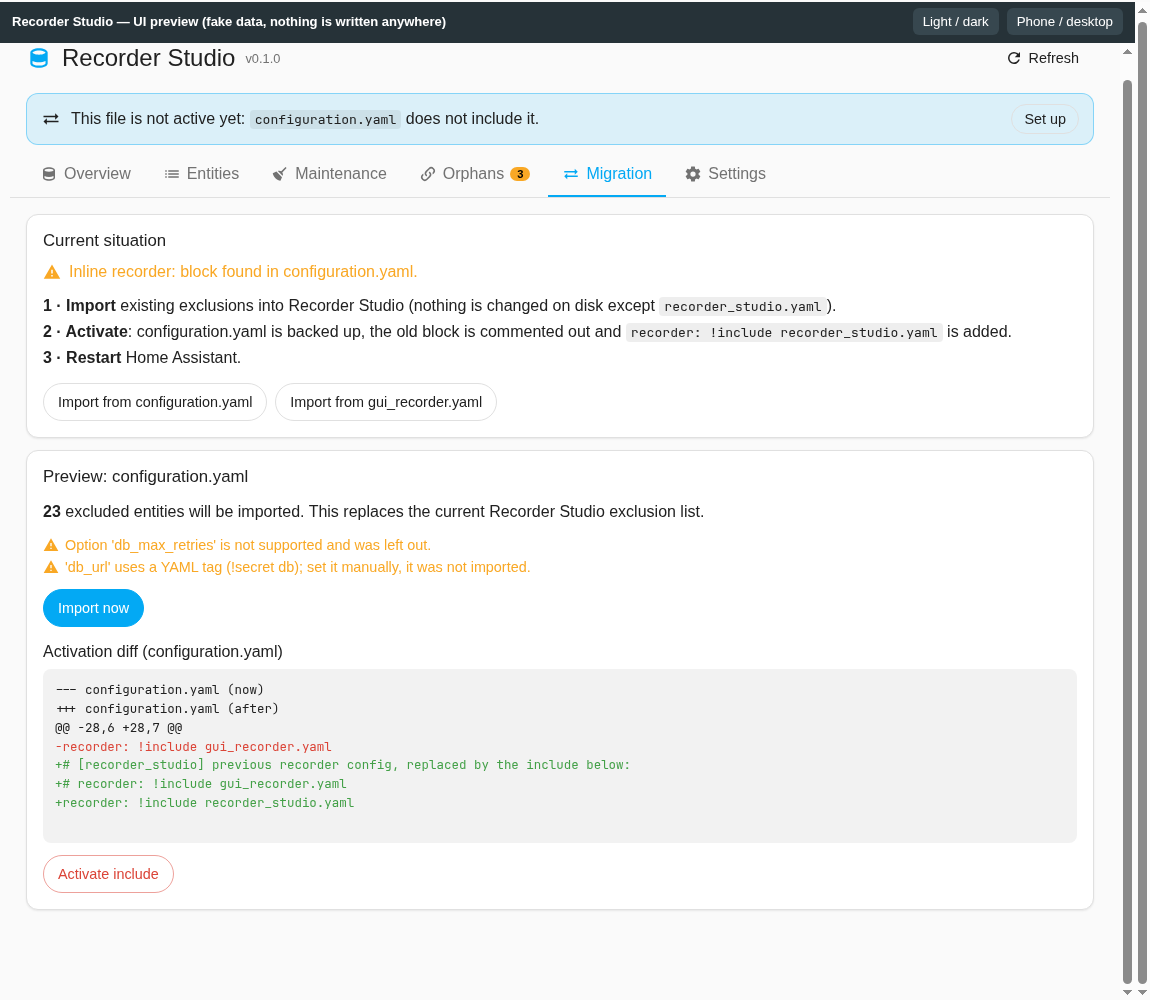 Recorder Studio — UI preview (fake data, nothing is written anywhere)
Light / dark
Phone / desktop
Recorder Studio v0.1.0
Refresh
This file is not active yet: configuration.yaml does not include it.
Set up
Overview
Entities
Maintenance
Orphans 3
Migration
Settings
Current situation
Inline recorder: block found in configuration.yaml.
1 · Import existing exclusions into Recorder Studio (nothing is changed on disk except recorder_studio.yaml ).
2 · Activate: configuration.yaml is backed up, the old block is commented out and recorder: !include recorder_studio.yaml is added.
3 · Restart Home Assistant.
Import from configuration.yaml
Import from gui_recorder.yaml
Preview: configuration.yaml
23 excluded entities will be imported. This replaces the current Recorder Studio exclusion list.
Option 'db_max_retries' is not supported and was left out.
'db_url' uses a YAML tag (!secret db); set it manually, it was not imported.
Import now
Activation diff (configuration.yaml)
--- configuration.yaml (now)
+++ configuration.yaml (after)
@@ -28,6 +28,7 @@
-recorder: !include gui_recorder.yaml
+# [recorder_studio] previous recorder config, replaced by the include below:
+# recorder: !include gui_recorder.yaml
+recorder: !include recorder_studio.yaml
Activate include